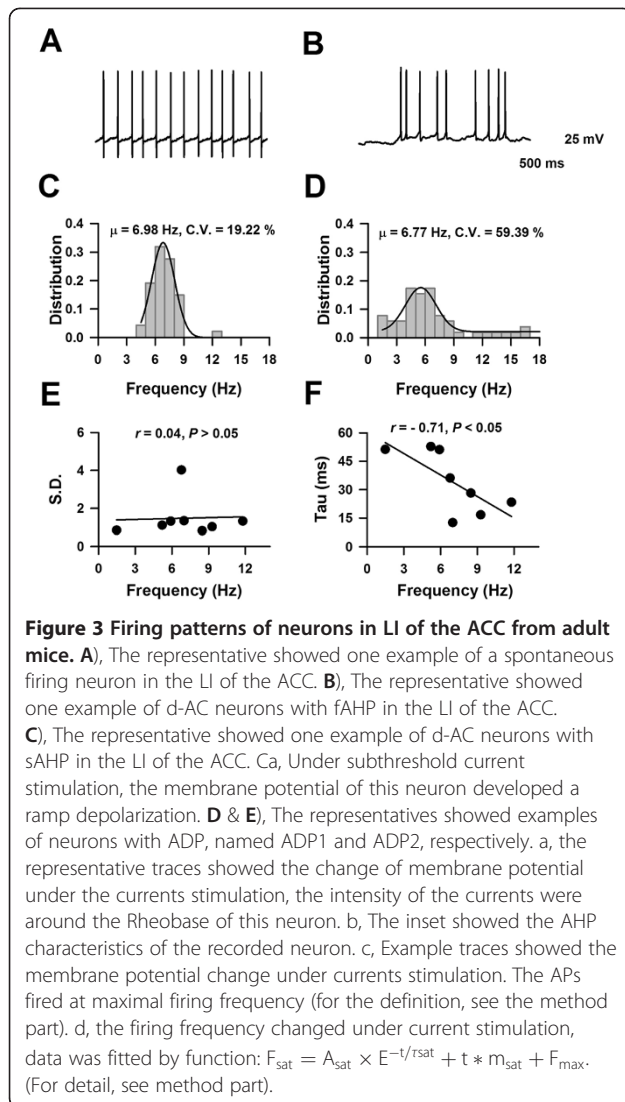 A
B
25 mV
500 ms
C
D
μ = 6.98 Hz, C.V. = 19.22 %
μ = 6.77 Hz, C.V. = 59.39 %
Distribution
0.4
0.3
0.2
0.1
0.0
0 3 6 9 12 15 18
Frequency (Hz)
Distribution
0.4
0.3
0.2
0.1
0.0
0 3 6 9 12 15 18
Frequency (Hz)
E
F
r = 0.04, P > 0.05
r = - 0.71, P < 0.05
S.D.
6
4
2
0
0 3 6 9 12
Frequency (Hz)
Tau (ms)
60
45
30
15
0
0 3 6 9 12
Frequency (Hz)
Figure 3 Firing patterns of neurons in LI of the ACC from adult
mice. A), The representative showed one example of a spontaneous
firing neuron in the LI of the ACC. B), The representative showed
one example of d-AC neurons with fAHP in the LI of the ACC.
C), The representative showed one example of d-AC neurons with
sAHP in the LI of the ACC. Ca, Under subthreshold current
stimulation, the membrane potential of this neuron developed a
ramp depolarization. D & E), The representatives showed examples
of neurons with ADP, named ADP1 and ADP2, respectively. a, the
representative traces showed the change of membrane potential
under the currents stimulation, the intensity of the currents were
around the Rheobase of this neuron. b, The inset showed the AHP
characteristics of the recorded neuron. c, Example traces showed the
membrane potential change under currents stimulation. The APs
fired at maximal firing frequency (for the definition, see the method
part). d, the firing frequency changed under current stimulation,
data was fitted by function: Fsat = Asat × E−t/τsat + t ∗ msat + Fmax.
(For detail, see method part).